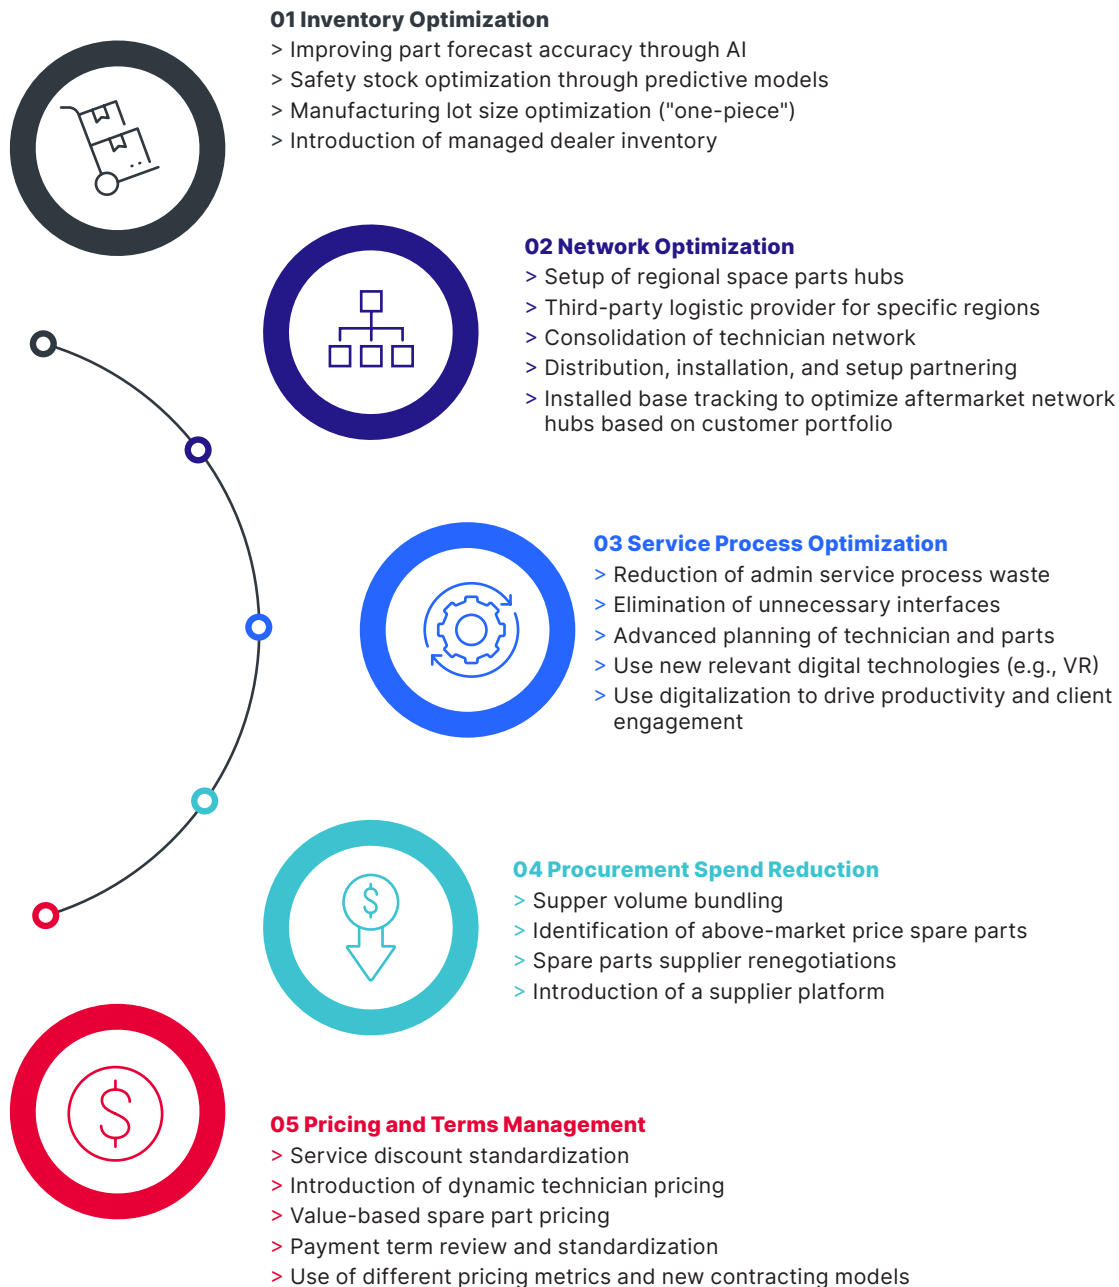 01 Inventory Optimization
> Improving part forecast accuracy through AI
> Safety stock optimization through predictive models
> Manufacturing lot size optimization ("one-piece")
> Introduction of managed dealer inventory
02 Network Optimization
> Setup of regional space parts hubs
> Third-party logistic provider for specific regions
> Consolidation of technician network
> Distribution, installation, and setup partnering
> Installed base tracking to optimize aftermarket network
hubs based on customer portfolio
03 Service Process Optimization
> Reduction of admin service process waste
> Elimination of unnecessary interfaces
> Advanced planning of technician and parts
> Use new relevant digital technologies (e.g., VR)
> Use digitalization to drive productivity and client
engagement
$
04 Procurement Spend Reduction
> Supper volume bundling
> Identification of above-market price spare parts
> Spare parts supplier renegotiations
> Introduction of a supplier platform
$
05 Pricing and Terms Management
> Service discount standardization
> Introduction of dynamic technician pricing
> Value-based spare part pricing
> Payment term review and standardization
> Use of different pricing metrics and new contracting models